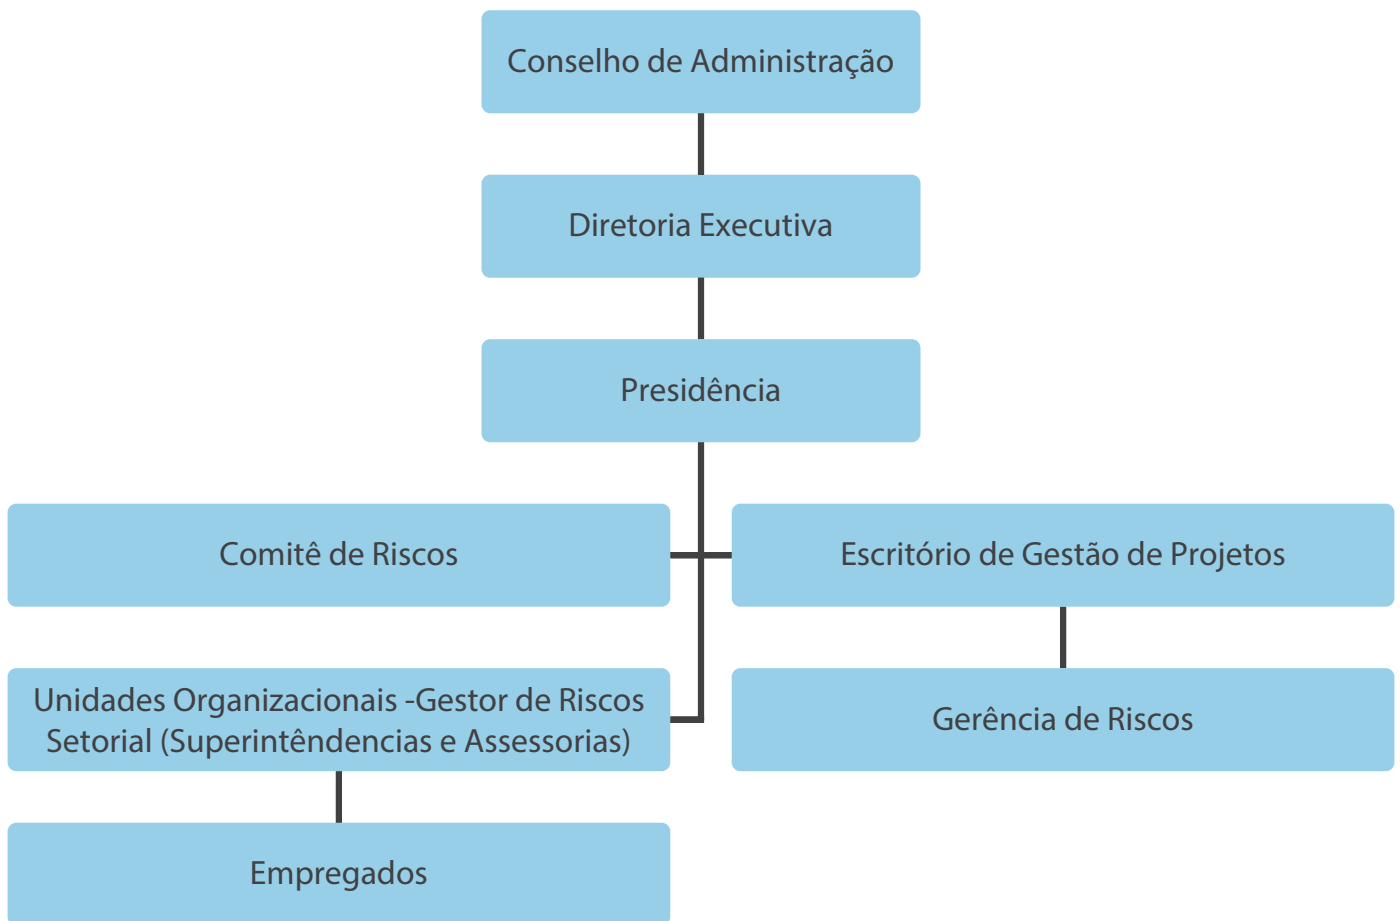 Conselho de Administração
Diretoria Executiva
Presidência
Comitê de Riscos
Escritório de Gestão de Projetos
Unidades Organizacionais -Gestor de Riscos
Setorial (Superintêndencias e Assessorias)
Gerência de Riscos
Empregados